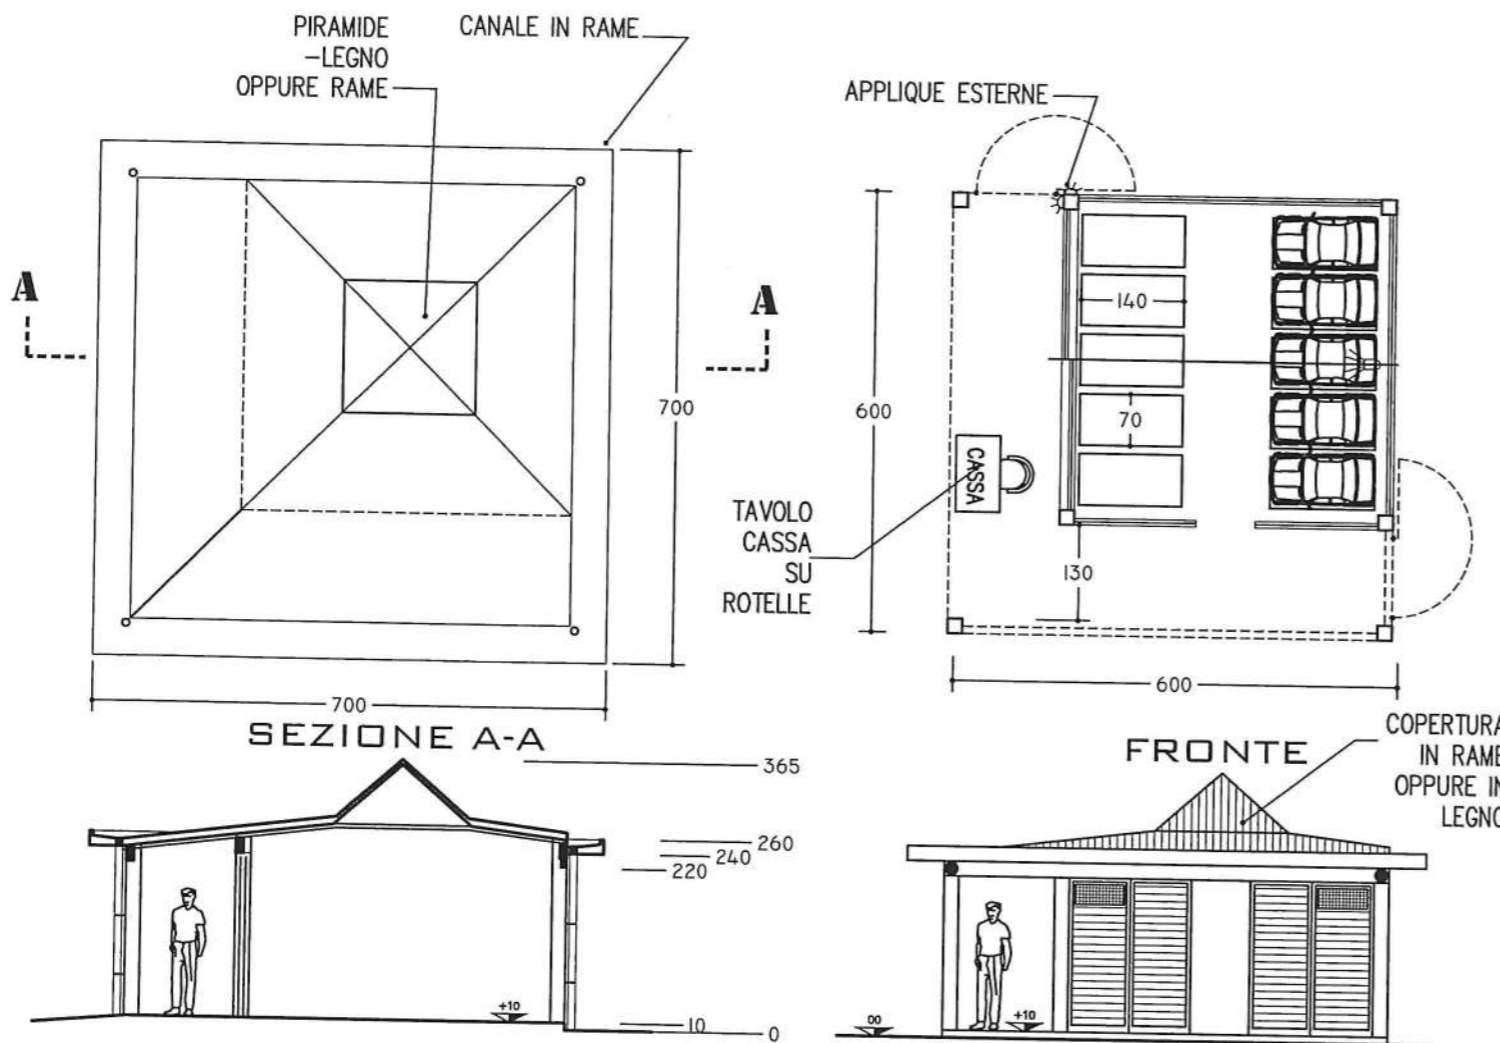 PIRAMIDE
-LEGNO
OPPURE RAME
CANALE IN RAME
A
A
700
700
APPLIQUE ESTERNE
140
70
600
CASSA
TAVOLO
CASSA
SU
ROTELLE
130
600
SEZIONE A-A
365
260
240
220
+10
10
0
FRONTE
COPERTURA
IN RAME
OPPURE IN
LEGNO
00
+10